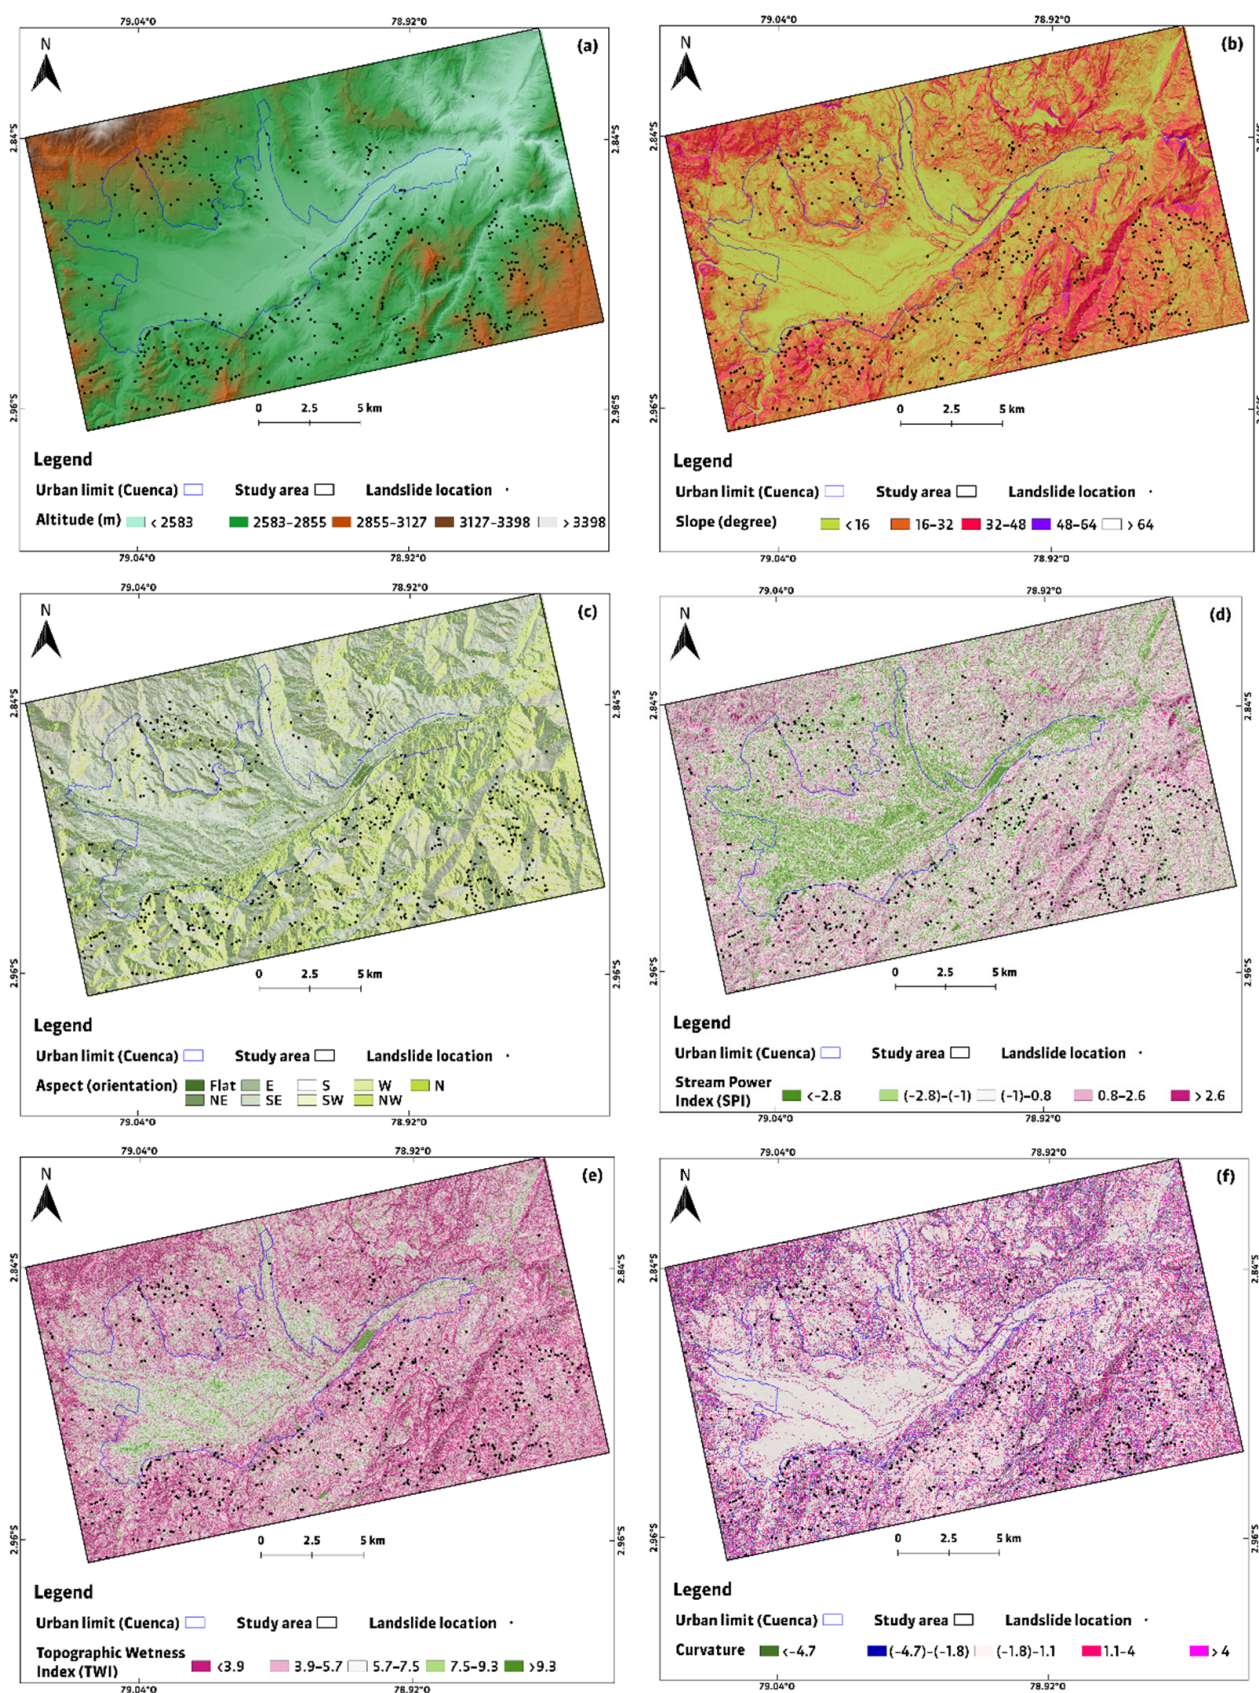 79.04°O 78.92°O
N (a)
2.84°S 2.84°S
2.96°S 2.96°S
0 2.5 5 km
Legend
Urban limit (Cuenca) Study area Landslide location
Altitude (m) < 2583 2583–2855 2855–3127 3127–3398 > 3398
79.04°O 78.92°O
79.04°O 78.92°O
N (b)
2.84°S
2.96°S
0 2.5 5 km
Legend
Urban limit (Cuenca) Study area Landslide location
Slope (degree) < 16 16–32 32–48 48–64 > 64
79.04°O 78.92°O
79.04°O 78.92°O
N (c)
2.84°S 2.84°S
2.96°S 2.96°S
0 2.5 5 km
Legend
Urban limit (Cuenca) Study area Landslide location
Aspect (orientation) Flat E S W N
NE SE SW NW
79.04°O 78.92°O
79.04°O 78.92°O
N (d)
2.84°S 2.84°S
2.96°S 2.96°S
0 2.5 5 km
Legend
Urban limit (Cuenca) Study area Landslide location
Stream Power
Index (SPI) <-2.8 (-2.8)-(-1) (-1)-0.8 0.8-2.6 > 2.6
79.04°O 78.92°O
79.04°O 78.92°O
N (e)
2.84°S 2.84°S
2.96°S 2.96°S
0 2.5 5 km
Legend
Urban limit (Cuenca) Study area Landslide location
Topographic Wetness
Index (TWI) <3.9 3.9–5.7 5.7–7.5 7.5–9.3 >9.3
79.04°O 78.92°O
79.04°O 78.92°O
N (f)
2.84°S 2.84°S
2.96°S 2.96°S
0 2.5 5 km
Legend
Urban limit (Cuenca) Study area Landslide location
Curvature <-4.7 (-4.7)-(-1.8) (-1.8)-1.1 1.1-4 > 4
79.04°O 78.92°O